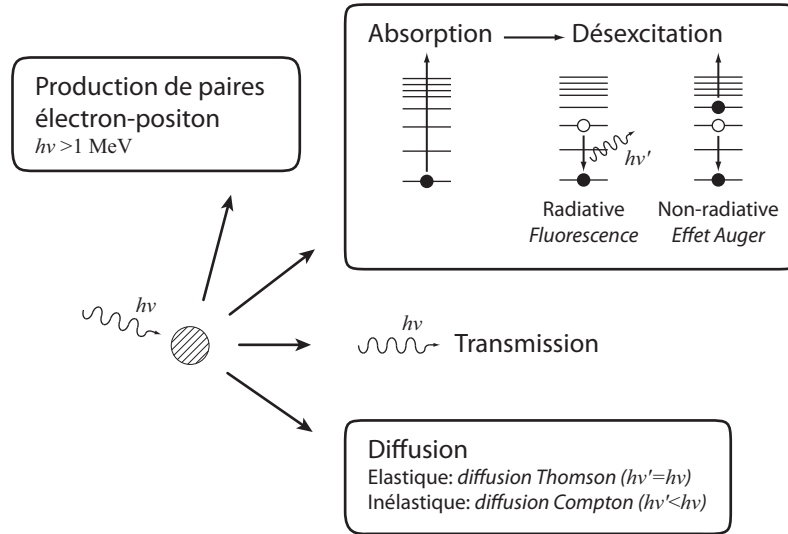 Production de paires
électron-positon
hν >1 MeV
Absorption
Désexcitation
hν'
Radiative
Fluorescence
Non-radiative
Effet Auger
hν
hν
Transmission
Diffusion
Elastique: diffusion Thomson (hν'=hν)
Inélastique: diffusion Compton (hν'<hν)